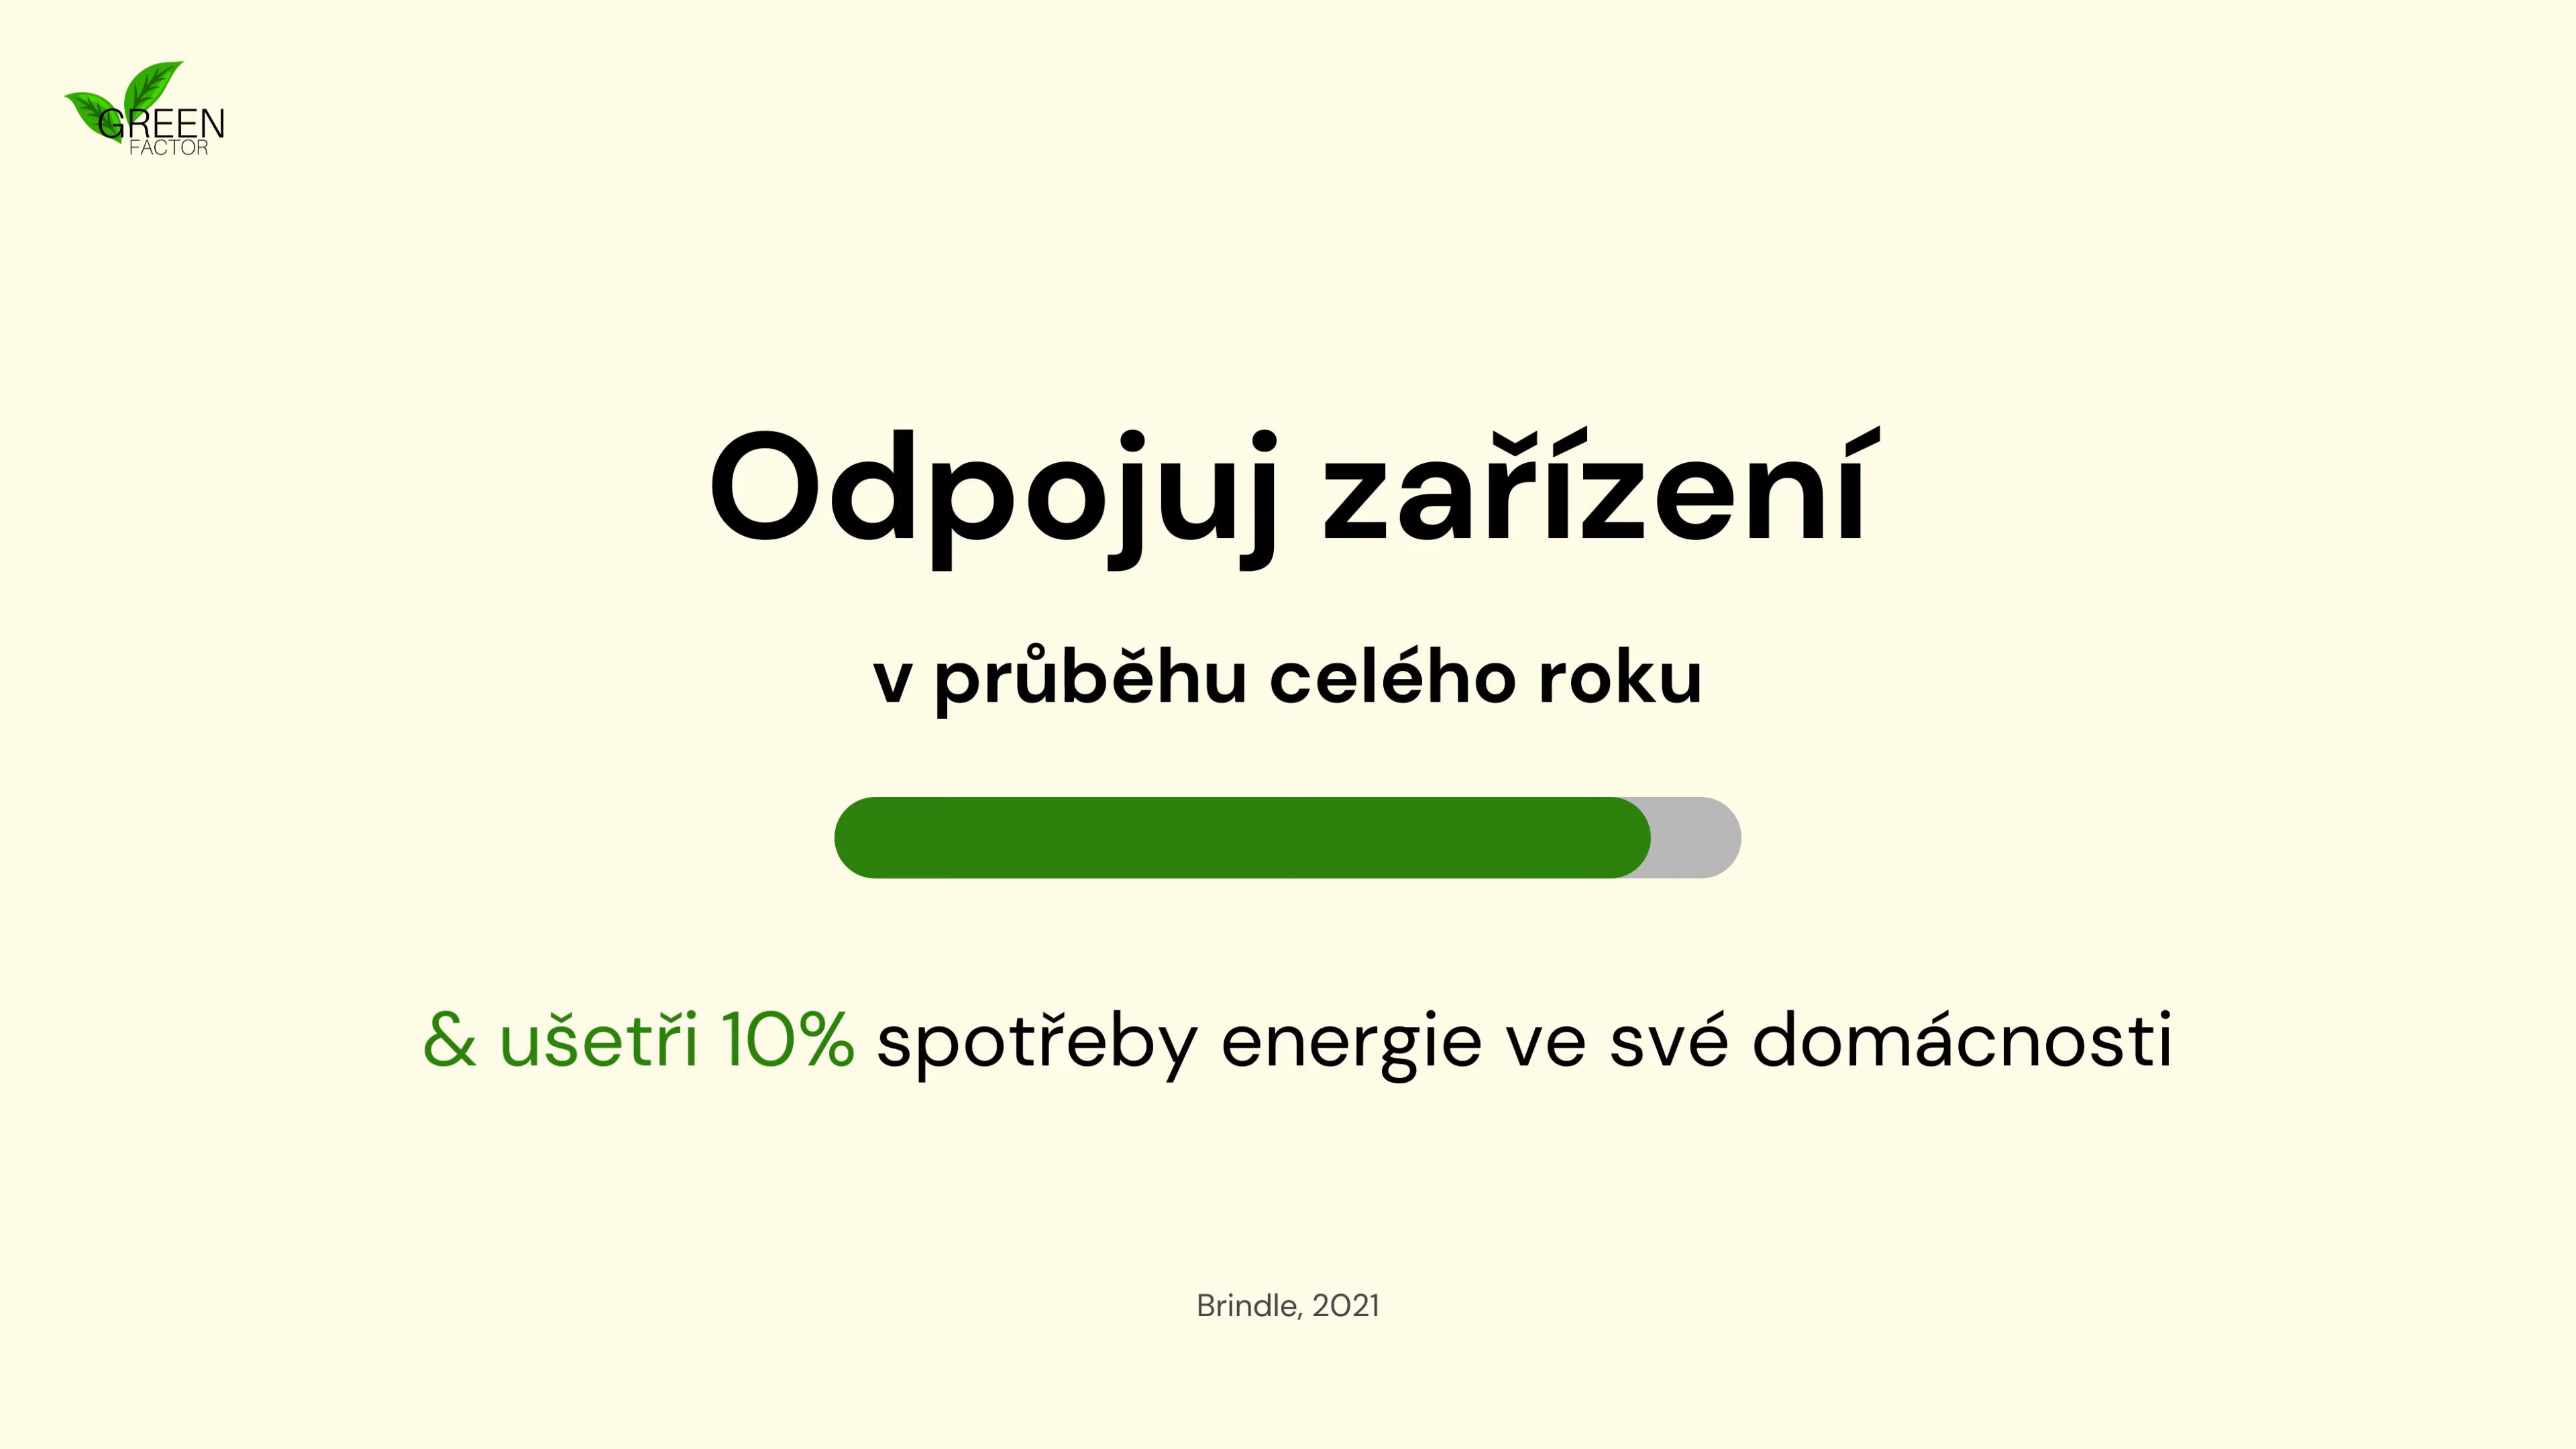 GREEN
FACTOR
Odpojuj zařízení
v průběhu celého roku
& ušetři 10% spotřeby energie ve své domácnosti
Brindle, 2021